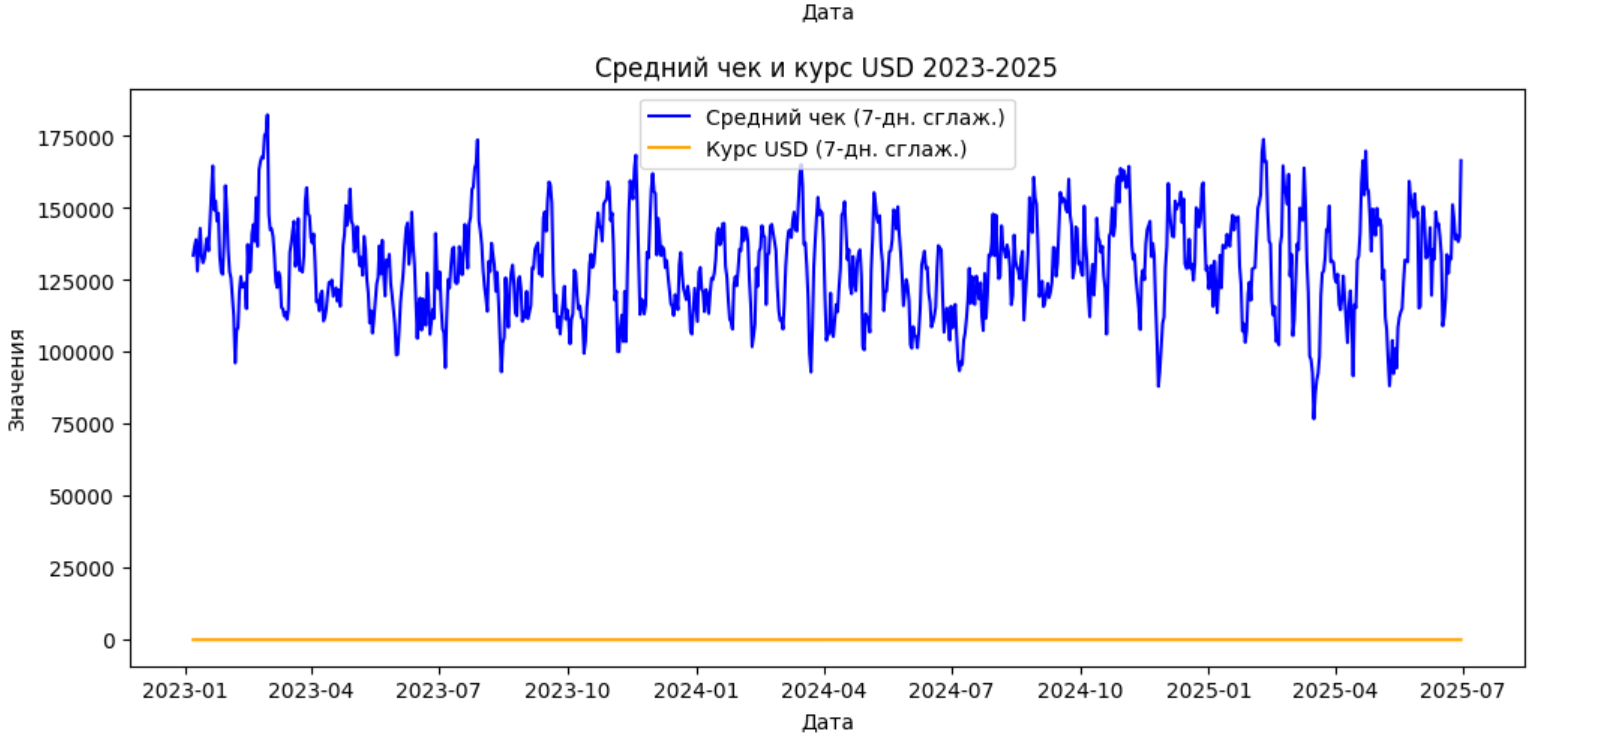 Дата
Средний чек и курс USD 2023-2025
Средний чек (7-дн. сглаж.)
Курс USD (7-дн. сглаж.)
175000
150000
125000
100000
75000
50000
25000
0
Значения
2023-01 2023-04 2023-07 2023-10 2024-01 2024-04 2024-07 2024-10 2025-01 2025-04 2025-07
Дата